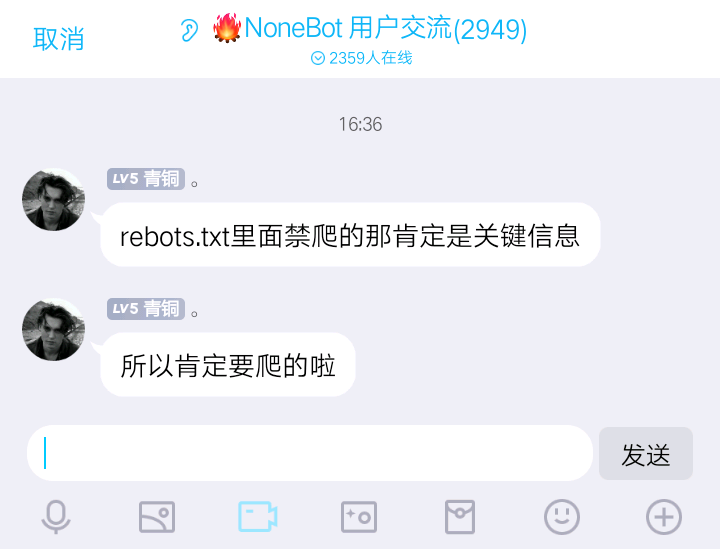 取消
🔥NoneBot 用户交流(2949)
2359人在线
16:36
LV5 青铜 。
rebots.txt里面禁爬的那肯定是关键信息
LV5 青铜 。
所以肯定要爬的啦
发送